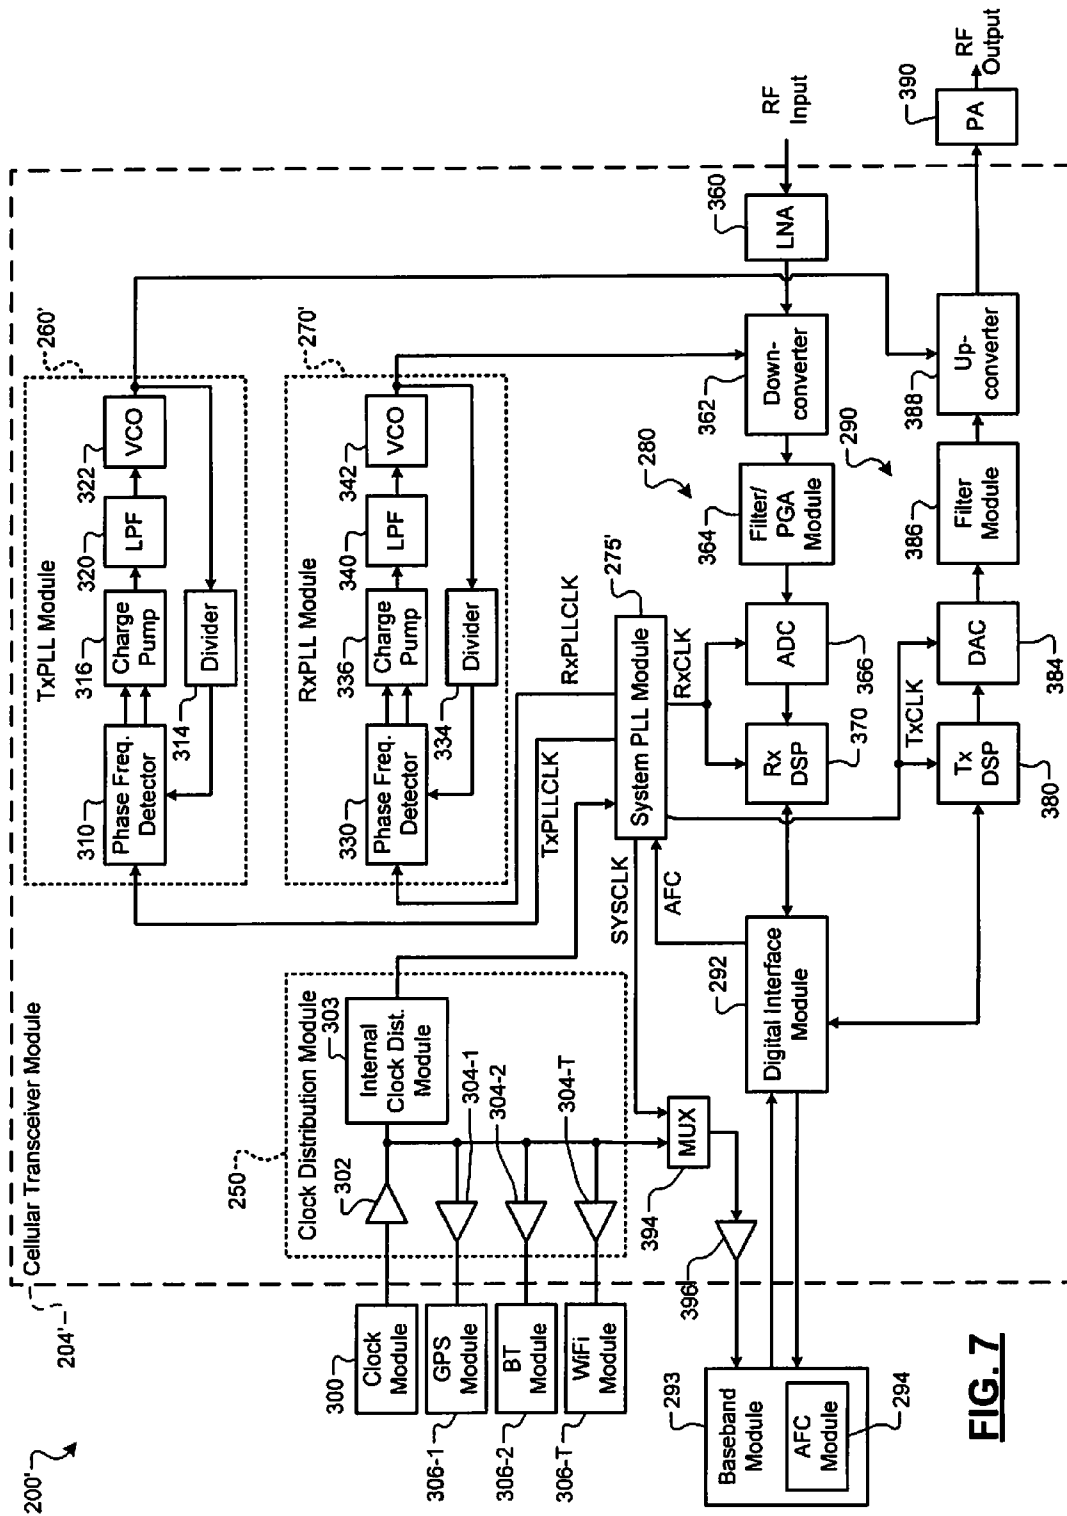 200'
204'
Cellular Transceiver Module
260'
TxPLL Module
310
Phase Freq.
Detector
316
Charge
Pump
320
LPF
322
VCO
314
Divider
270'
RxPLL Module
330
Phase Freq.
Detector
336
Charge
Pump
340
LPF
342
VCO
334
Divider
250
Clock Distribution Module
302
303
Internal
Clock Dist.
Module
304-1
304-2
304-T
300
Clock
Module
GPS
Module
306-1
BT
Module
306-2
WiFi
Module
306-T
TxPLLCLK
RxPLLCLK
275'
System PLL Module
SYSCLK
AFC
RxCLK
TxCLK
MUX
394
396
292
Digital Interface
Module
293
Baseband
Module
AFC
Module
294
280
RF
Input
360
LNA
362
Down-
converter
364
Filter/
PGA
Module
366
ADC
370
Rx
DSP
290
380
Tx
DSP
384
DAC
386
Filter
Module
388
Up-
converter
390
PA
RF
Output
FIG. 7